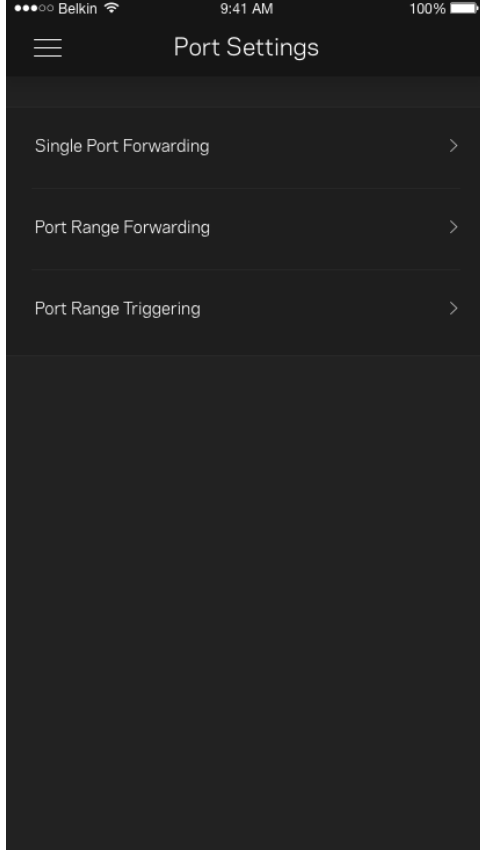 Belkin 9:41 AM 100%
Port Settings
Single Port Forwarding
Port Range Forwarding
Port Range Triggering